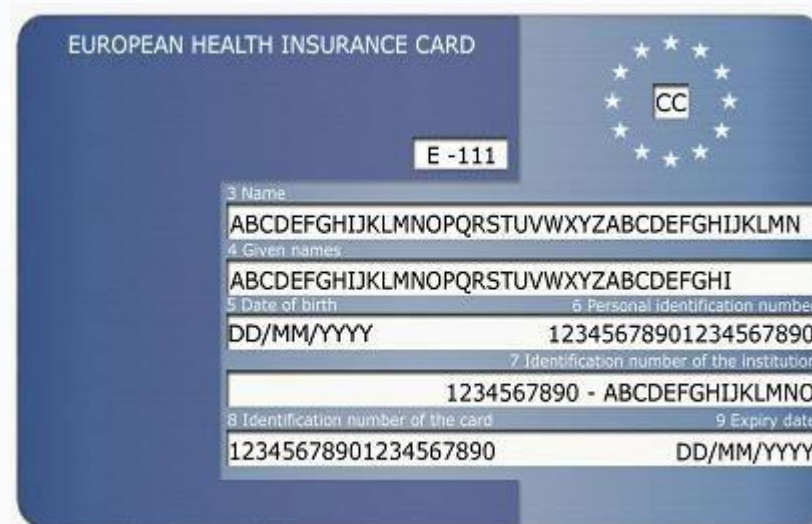 EUROPEAN HEALTH INSURANCE CARD
CC
E -111
3 Name
ABCDEFGHIJKLMNOPQRSTUVWXYZABCDEFGHIJKLMN
4 Given names
ABCDEFGHIJKLMNOPQRSTUVWXYZABCDEFGHI
5 Date of birth 6 Personal identification number
DD/MM/YYYY 12345678901234567890
7 Identification number of the institution
1234567890 - ABCDEFGHIJKLMNO
8 Identification number of the card 9 Expiry date
12345678901234567890 DD/MM/YYYY